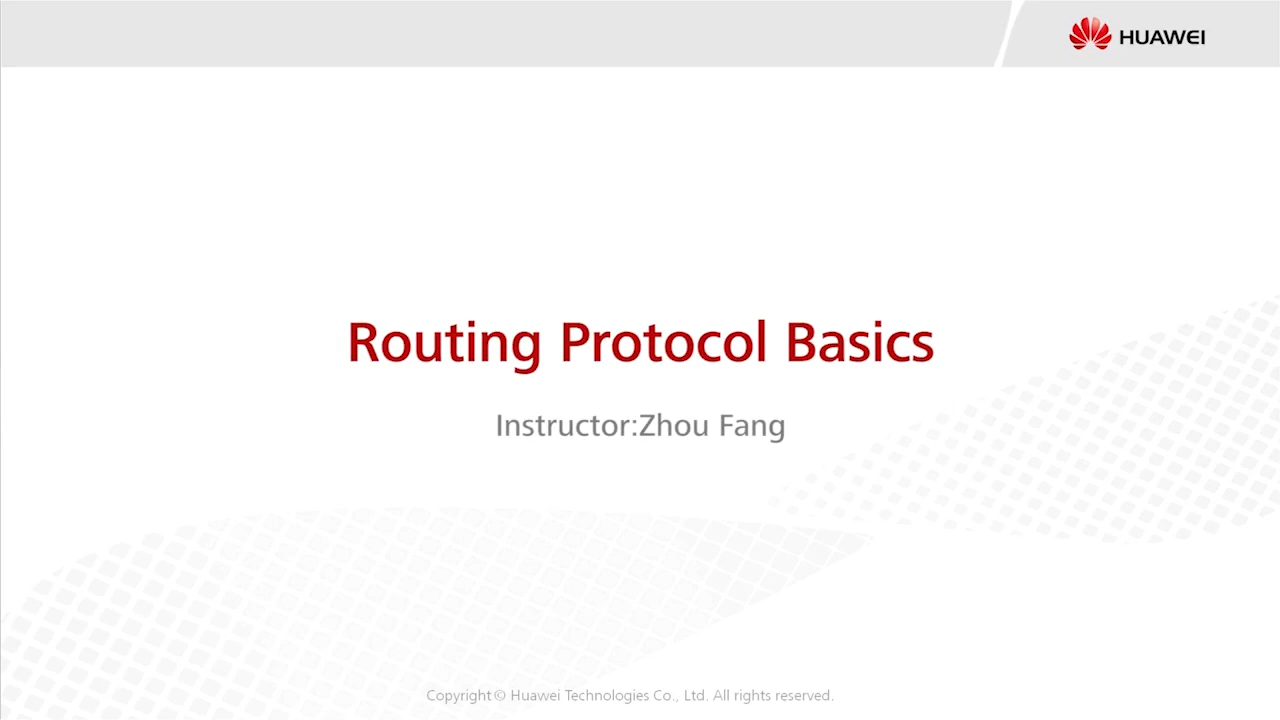 HUAWEI
Routing Protocol Basics
Instructor:Zhou Fang
Copyright © Huawei Technologies Co., Ltd. All rights reserved.